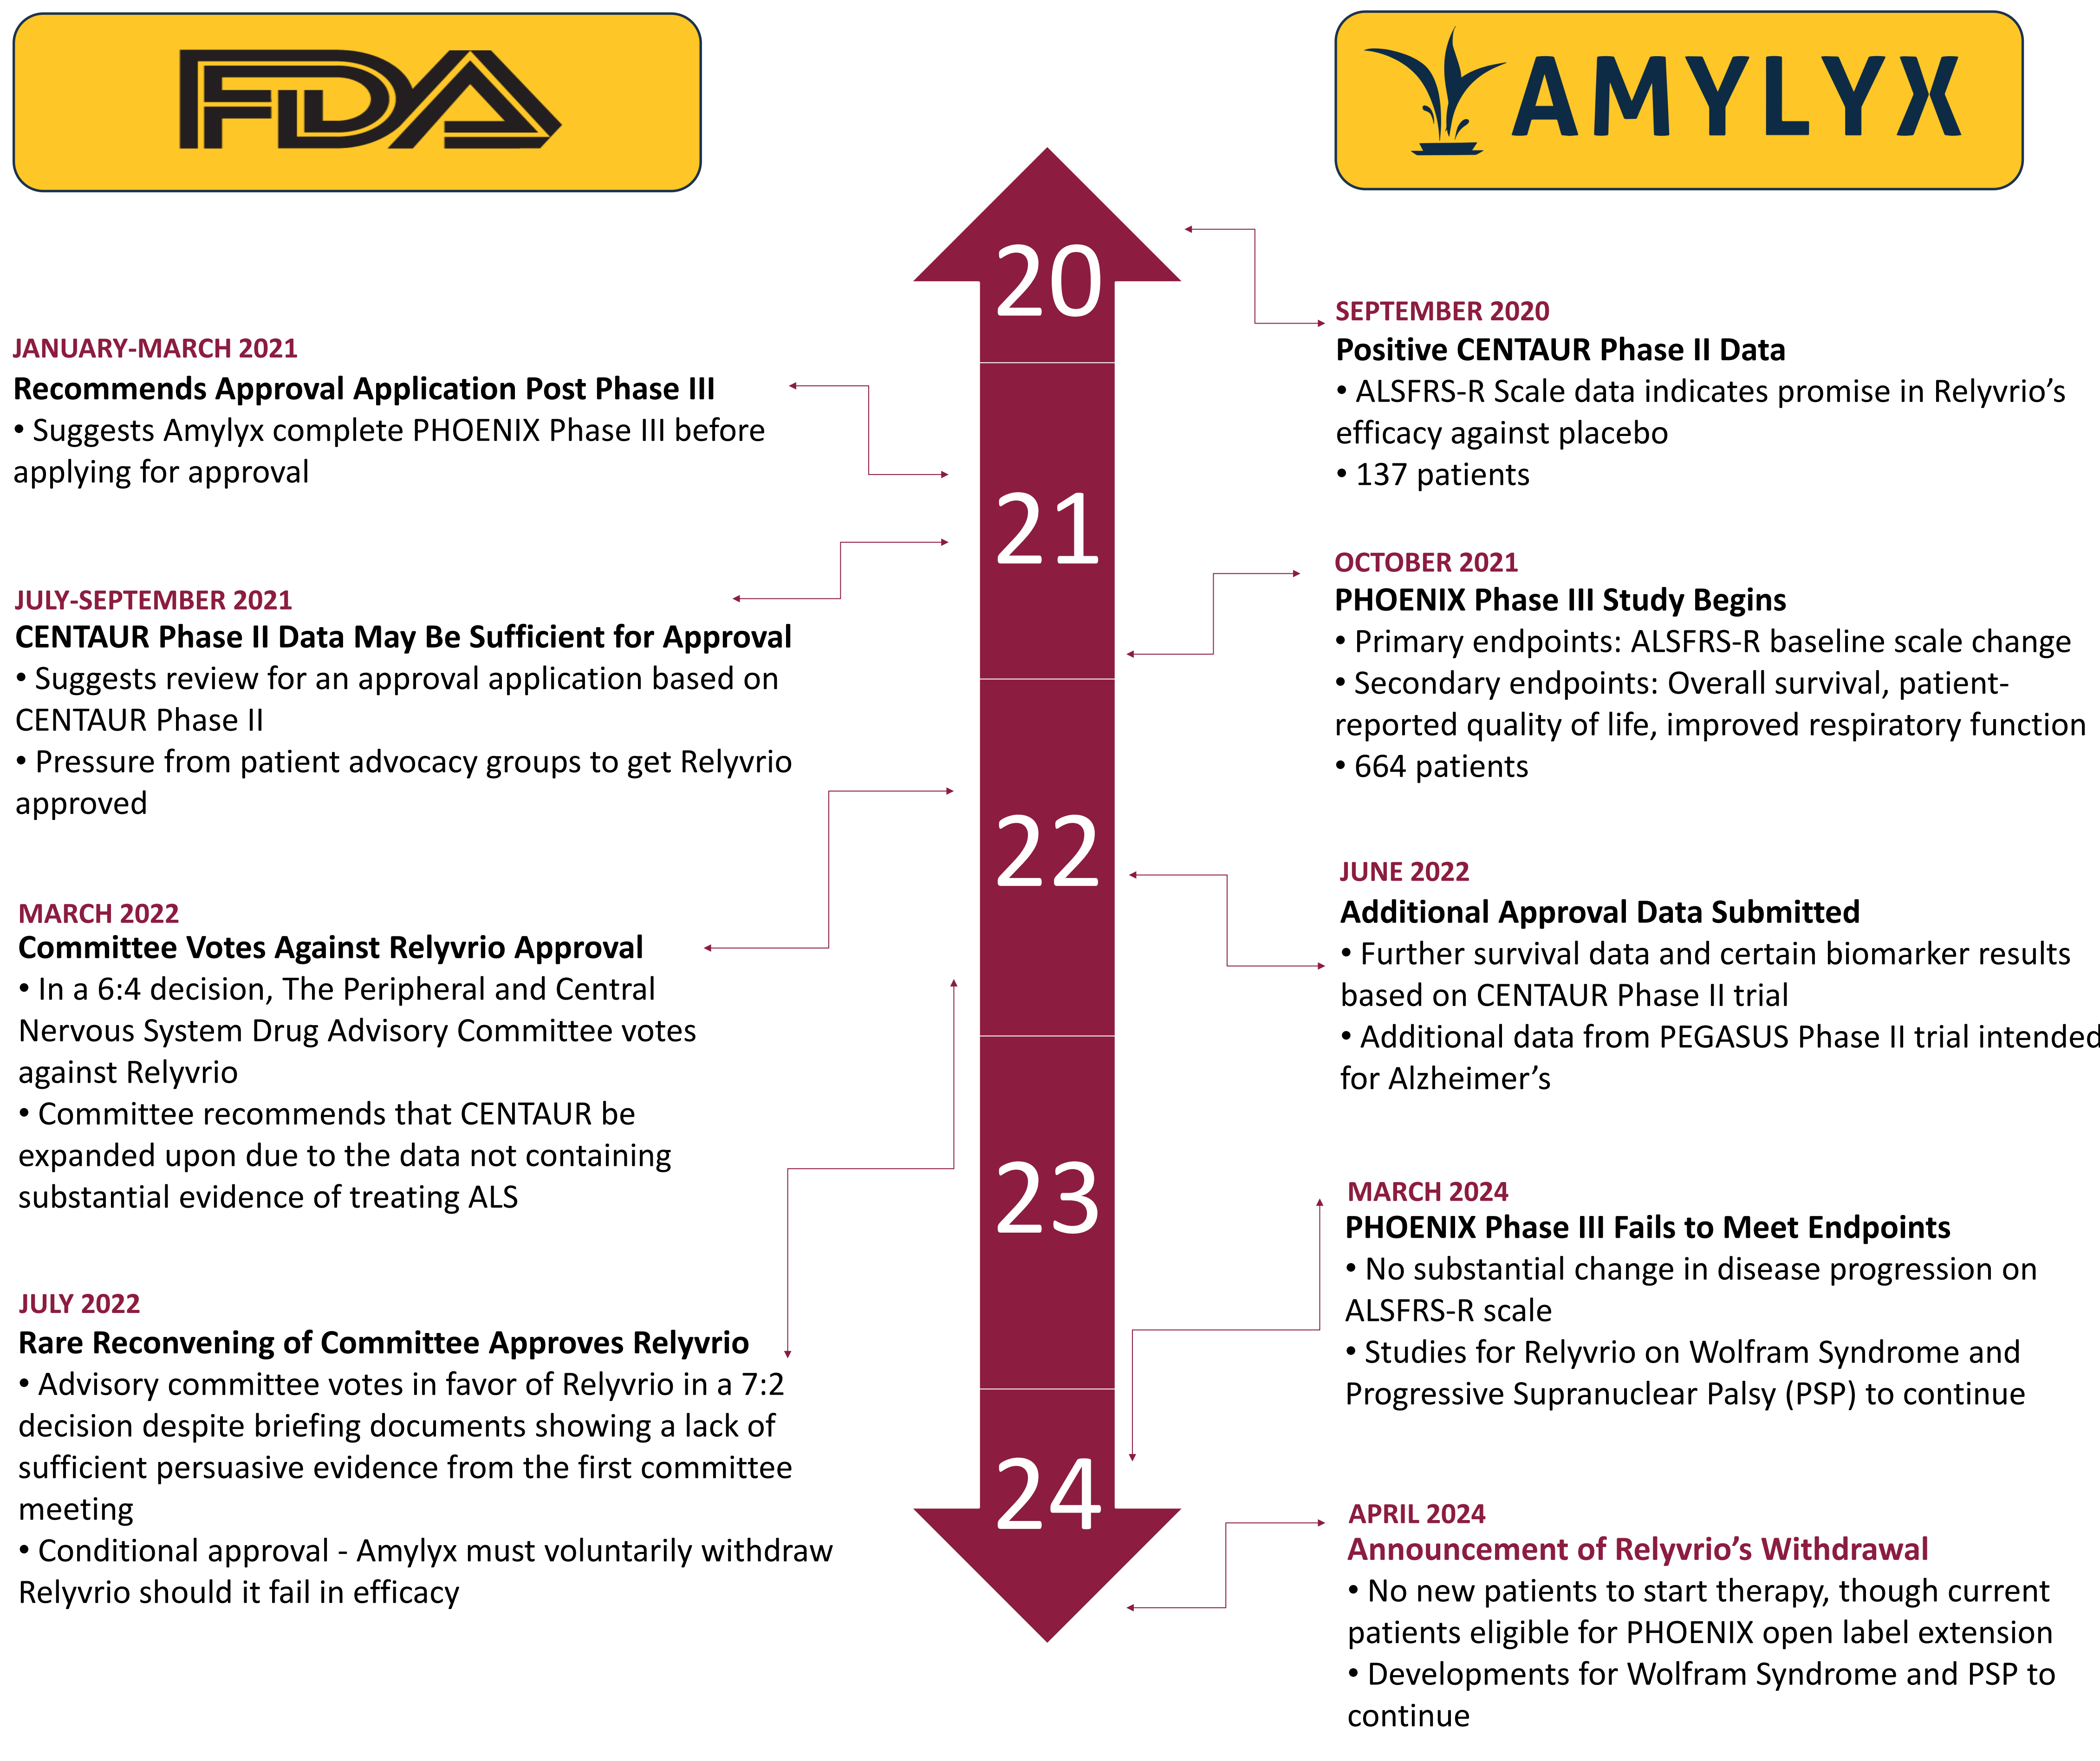 FDA
AMYLYX
JANUARY-MARCH 2021
Recommends Approval Application Post Phase III
• Suggests Amylyx complete PHOENIX Phase III before
applying for approval
JULY-SEPTEMBER 2021
CENTAUR Phase II Data May Be Sufficient for Approval
• Suggests review for an approval application based on
CENTAUR Phase II
• Pressure from patient advocacy groups to get Relyvrio
approved
MARCH 2022
Committee Votes Against Relyvrio Approval
• In a 6:4 decision, The Peripheral and Central
Nervous System Drug Advisory Committee votes
against Relyvrio
• Committee recommends that CENTAUR be
expanded upon due to the data not containing
substantial evidence of treating ALS
JULY 2022
Rare Reconvening of Committee Approves Relyvrio
• Advisory committee votes in favor of Relyvrio in a 7:2
decision despite briefing documents showing a lack of
sufficient persuasive evidence from the first committee
meeting
• Conditional approval - Amylyx must voluntarily withdraw
Relyvrio should it fail in efficacy
20
21
22
23
24
SEPTEMBER 2020
Positive CENTAUR Phase II Data
• ALSFRS-R Scale data indicates promise in Relyvrio’s
efficacy against placebo
• 137 patients
OCTOBER 2021
PHOENIX Phase III Study Begins
• Primary endpoints: ALSFRS-R baseline scale change
• Secondary endpoints: Overall survival, patient-
reported quality of life, improved respiratory function
• 664 patients
JUNE 2022
Additional Approval Data Submitted
• Further survival data and certain biomarker results
based on CENTAUR Phase II trial
• Additional data from PEGASUS Phase II trial intended
for Alzheimer’s
MARCH 2024
PHOENIX Phase III Fails to Meet Endpoints
• No substantial change in disease progression on
ALSFRS-R scale
• Studies for Relyvrio on Wolfram Syndrome and
Progressive Supranuclear Palsy (PSP) to continue
APRIL 2024
Announcement of Relyvrio’s Withdrawal
• No new patients to start therapy, though current
patients eligible for PHOENIX open label extension
• Developments for Wolfram Syndrome and PSP to
continue